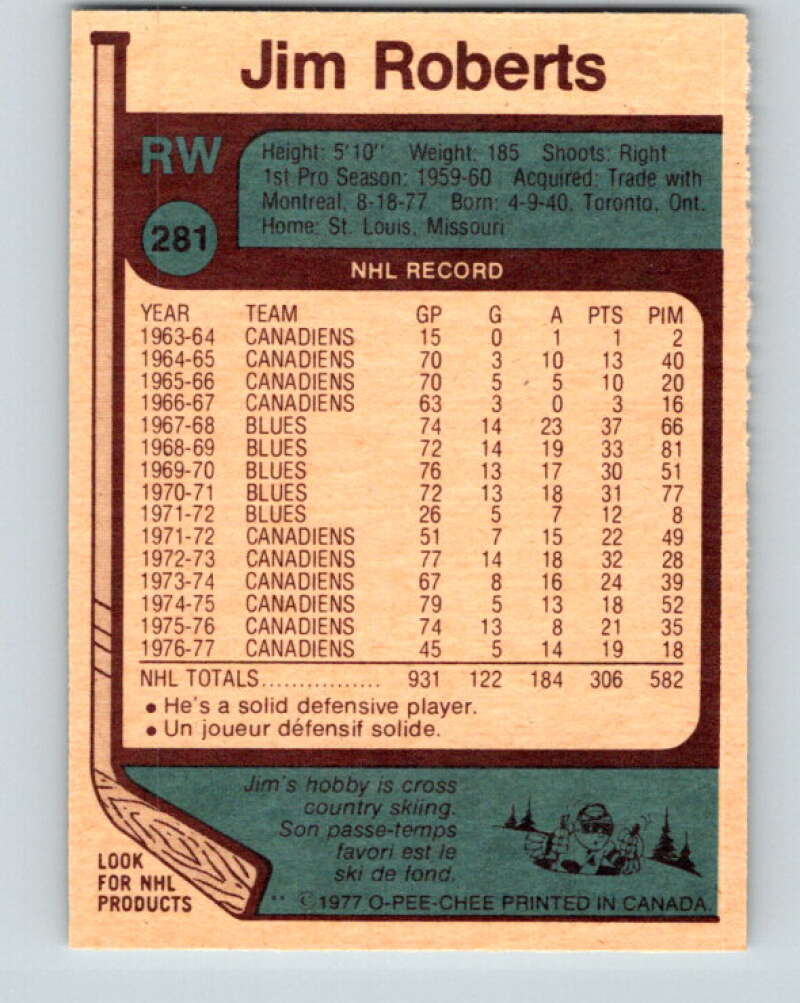 Jim Roberts
RW
281
Height: 5'10" Weight: 185 Shoots: Right
1st Pro Season: 1959-60 Acquired: Trade with
Montreal, 8-18-77 Born: 4-9-40, Toronto, Ont.
Home: St. Louis, Missouri
NHL RECORD
YEAR TEAM GP G A PTS PIM
1963-64 CANADIENS 15 0 1 1 2
1964-65 CANADIENS 70 3 10 13 40
1965-66 CANADIENS 70 5 5 10 20
1966-67 CANADIENS 63 3 0 3 16
1967-68 BLUES 74 14 23 37 66
1968-69 BLUES 72 14 19 33 81
1969-70 BLUES 76 13 17 30 51
1970-71 BLUES 72 13 18 31 77
1971-72 BLUES 26 5 7 12 8
1971-72 CANADIENS 51 7 15 22 49
1972-73 CANADIENS 77 14 18 32 28
1973-74 CANADIENS 67 8 16 24 39
1974-75 CANADIENS 79 5 13 18 52
1975-76 CANADIENS 74 13 8 21 35
1976-77 CANADIENS 45 5 14 19 18
NHL TOTALS................ 931 122 184 306 582
• He's a solid defensive player.
• Un joueur défensif solide.
Jim's hobby is cross
country skiing.
Son passe-temps
favori est le
ski de fond.
LOOK
FOR NHL
PRODUCTS
** ©1977 O-PEE-CHEE PRINTED IN CANADA.